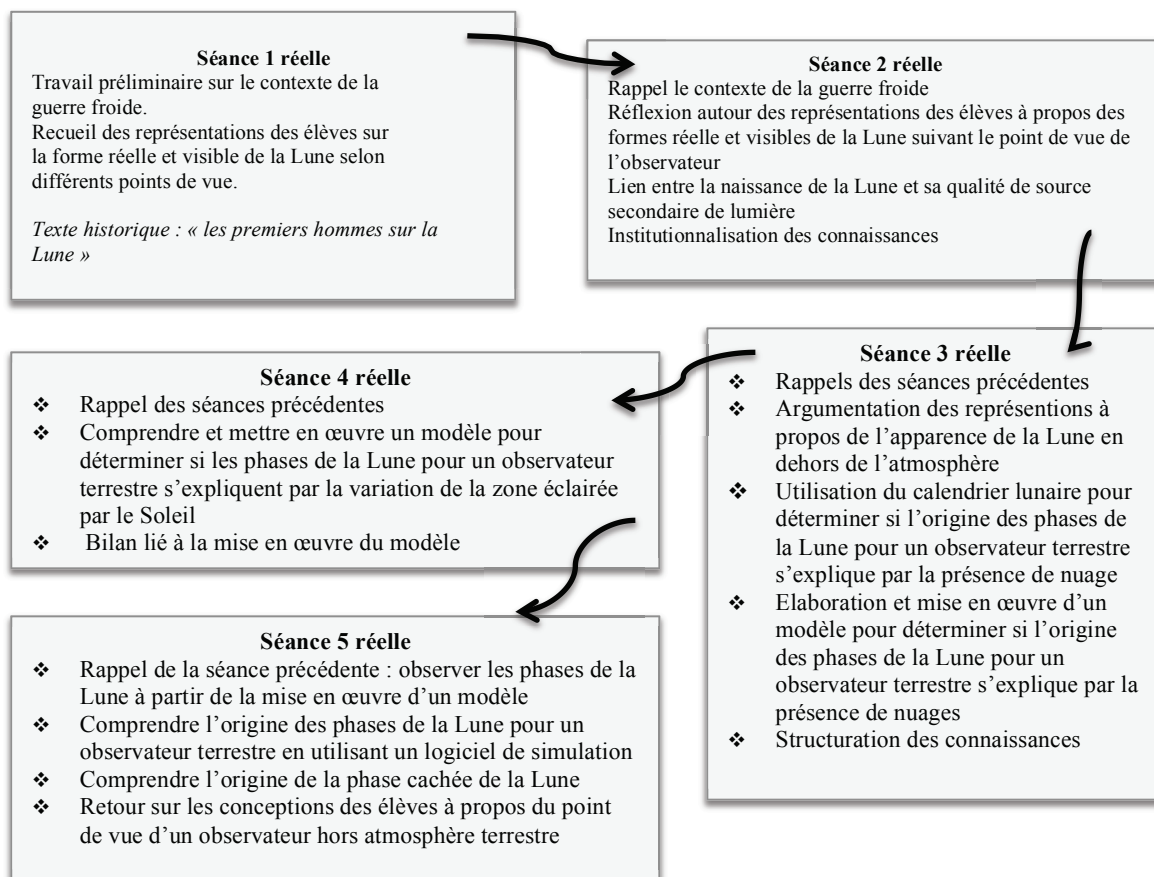 Séance 1 réelle
Travail préliminaire sur le contexte de la
guerre froide.
Recueil des représentations des élèves sur
la forme réelle et visible de la Lune selon
différents points de vue.
Texte historique : « les premiers hommes sur la
Lune »
Séance 2 réelle
Rappel le contexte de la guerre froide
Réflexion autour des représentations des élèves à propos des
formes réelle et visibles de la Lune suivant le point de vue de
l’observateur
Lien entre la naissance de la Lune et sa qualité de source
secondaire de lumière
Institutionnalisation des connaissances
Séance 3 réelle
❖ Rappels des séances précédentes
❖ Argumentation des représentions à
propos de l’apparence de la Lune en
dehors de l’atmosphère
❖ Utilisation du calendrier lunaire pour
déterminer si l’origine des phases de
la Lune pour un observateur terrestre
s’explique par la présence de nuage
❖ Elaboration et mise en œuvre d’un
modèle pour déterminer si l’origine
des phases de la Lune pour un
observateur terrestre s’explique par la
présence de nuages
❖ Structuration des connaissances
Séance 4 réelle
❖ Rappel des séances précédentes
❖ Comprendre et mettre en œuvre un modèle pour
déterminer si les phases de la Lune pour un observateur
terrestre s’expliquent par la variation de la zone éclairée
par le Soleil
❖ Bilan lié à la mise en œuvre du modèle
Séance 5 réelle
❖ Rappel de la séance précédente : observer les phases de la
Lune à partir de la mise en œuvre d’un modèle
❖ Comprendre l’origine des phases de la Lune pour un
observateur terrestre en utilisant un logiciel de simulation
❖ Comprendre l’origine de la phase cachée de la Lune
❖ Retour sur les conceptions des élèves à propos du point
de vue d’un observateur hors atmosphère terrestre